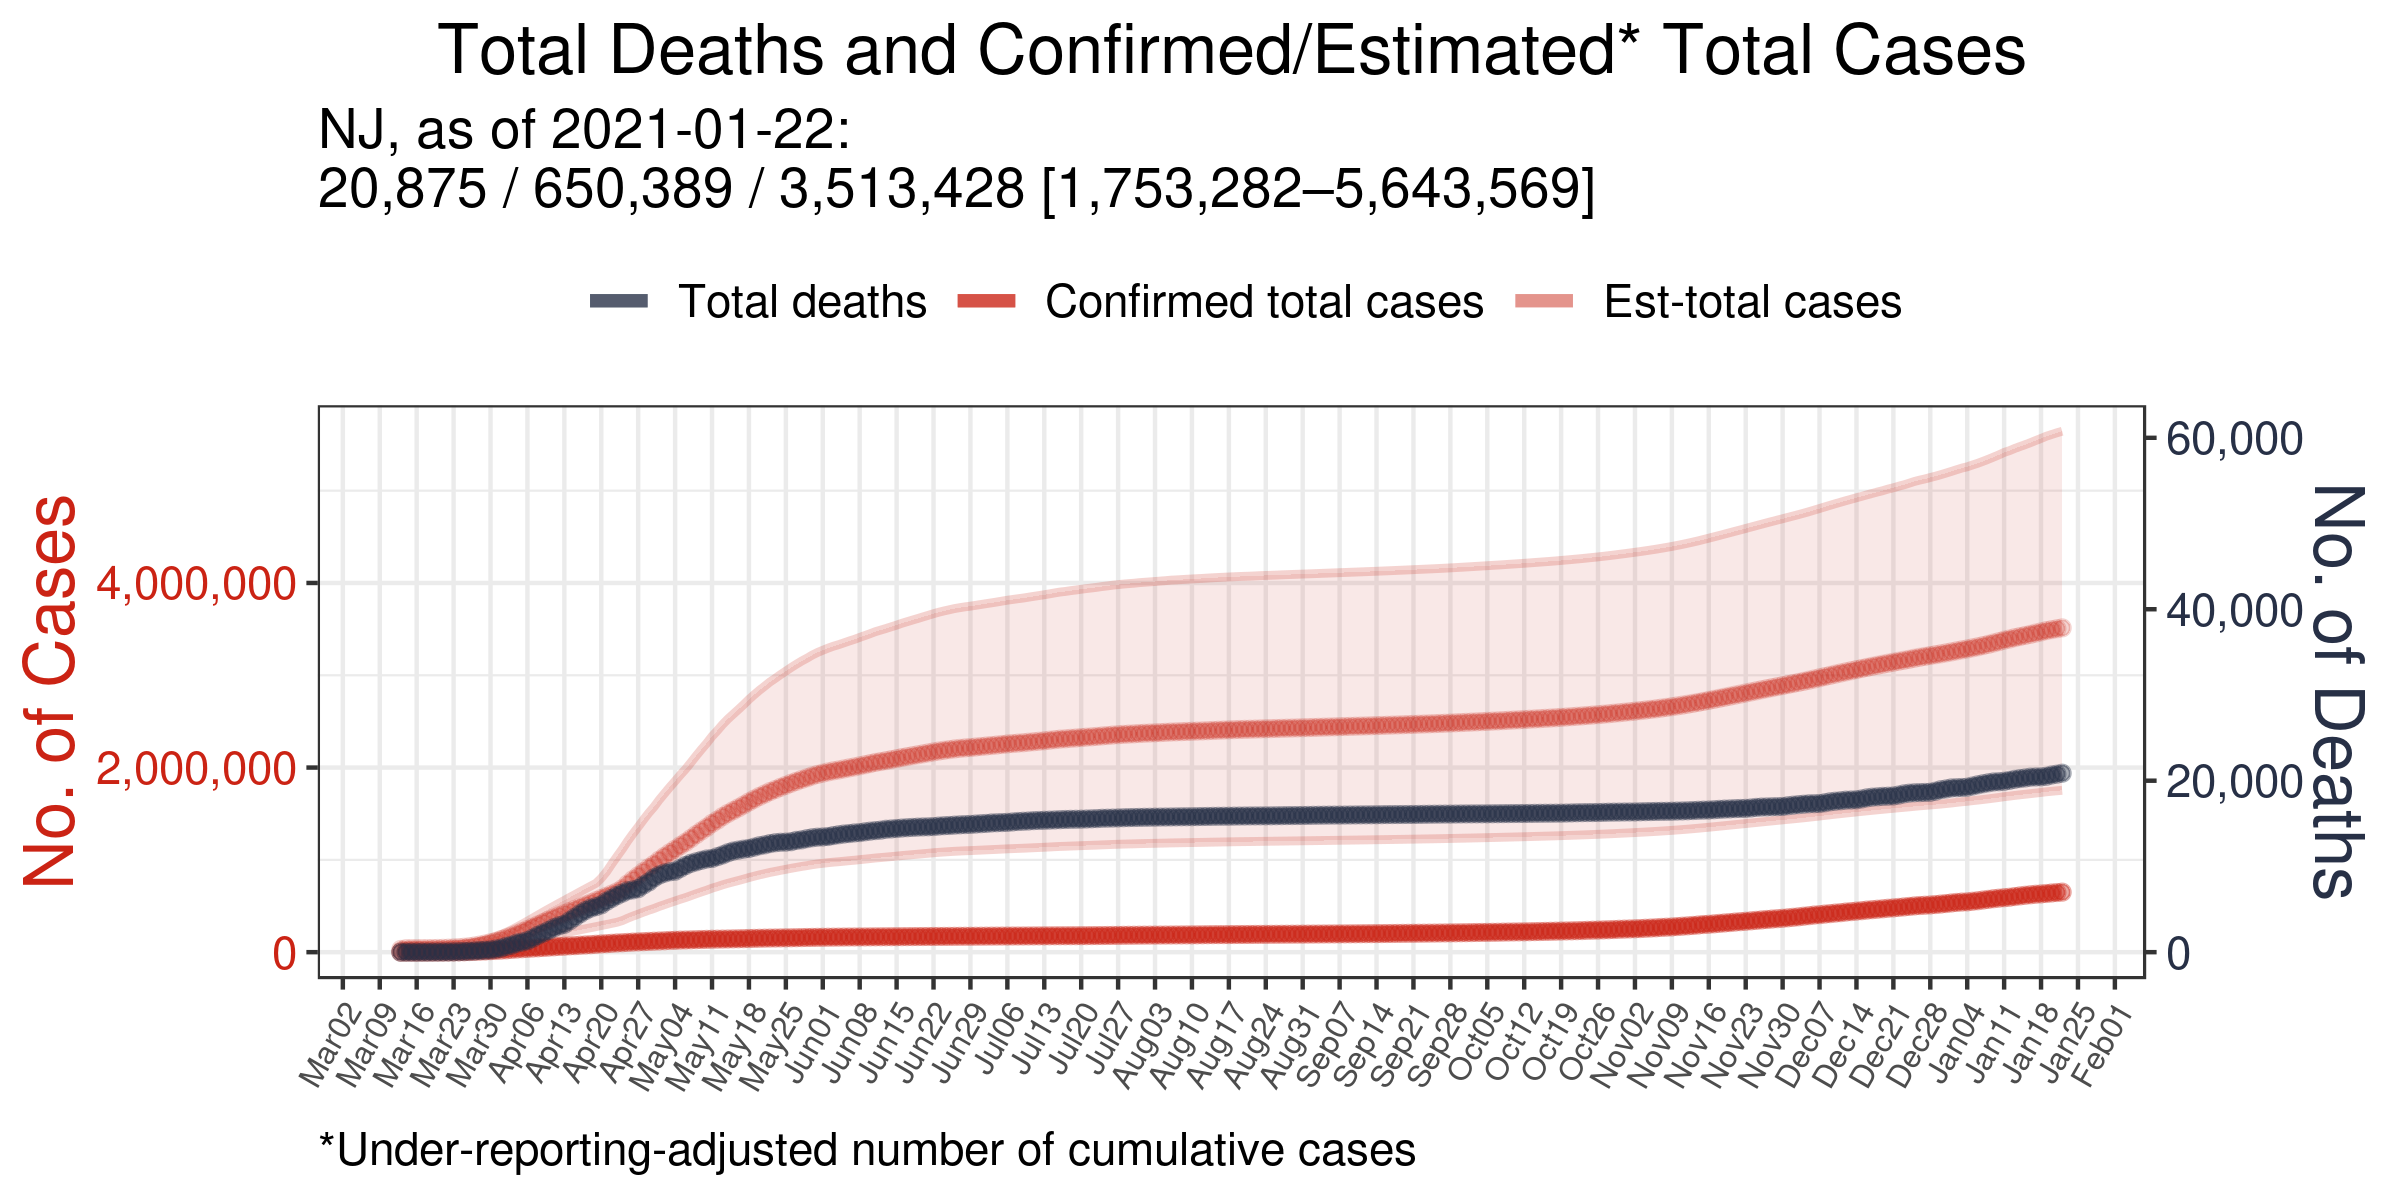 Total Deaths and Confirmed/Estimated* Total Cases
NJ, as of 2021-01-22:
20,875 / 650,389 / 3,513,428 [1,753,282–5,643,569]
Total deaths
Confirmed total cases
Est-total cases
No. of Cases
4,000,000
2,000,000
0
60,000
40,000
20,000
0
No. of Deaths
Mar02
Mar09
Mar16
Mar23
Mar30
Apr06
Apr13
Apr20
Apr27
May04
May11
May18
May25
Jun01
Jun08
Jun15
Jun22
Jun29
Jul06
Jul13
Jul20
Jul27
Aug03
Aug10
Aug17
Aug24
Aug31
Sep07
Sep14
Sep21
Sep28
Oct05
Oct12
Oct19
Oct26
Nov02
Nov09
Nov16
Nov23
Nov30
Dec07
Dec14
Dec21
Dec28
Jan04
Jan11
Jan18
Jan25
Feb01
*Under-reporting-adjusted number of cumulative cases